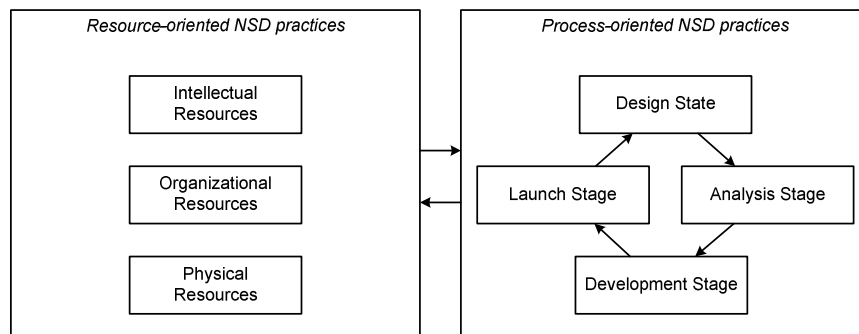 Resource-oriented NSD practices
Intellectual
Resources
Organizational
Resources
Physical
Resources
Process-oriented NSD practices
Design State
Launch Stage
Analysis Stage
Development Stage